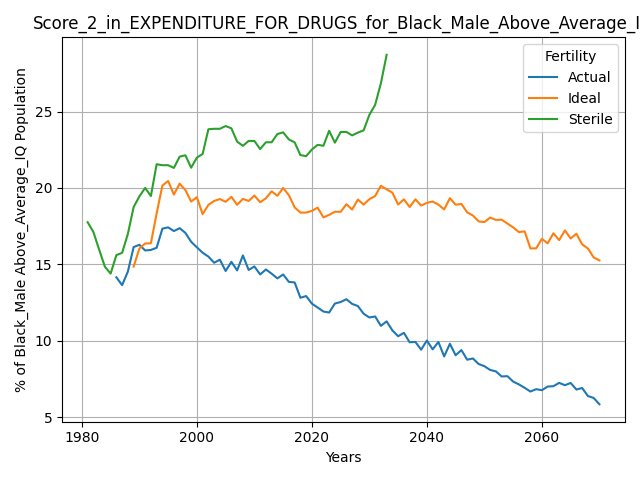 Score_2_in_EXPENDITURE_FOR_DRUGS_for_Black_Male_Above_Average_I
% of Black_Male Above_Average_IQ Population
25
20
15
10
5
1980 2000 2020 2040 2060
Years
Fertility
Actual
Ideal
Sterile